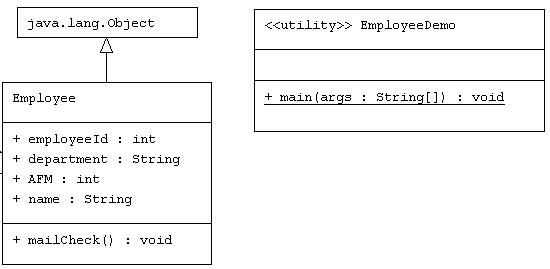 java.lang.Object
Employee
+ employeeId : int
+ department : String
+ AFM : int
+ name : String
+ mailCheck() : void
<<utility>> EmployeeDemo
+ main(args : String[]) : void